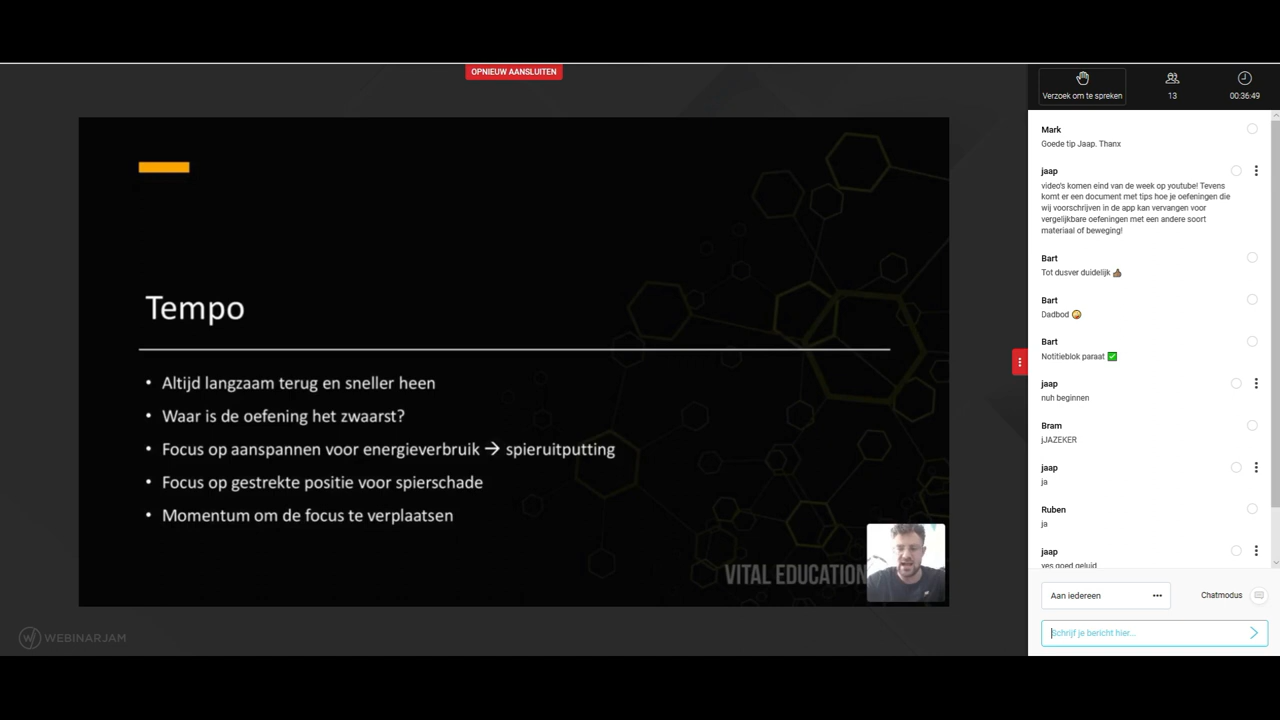 OPNIEUW AANSLUITEN
Verzoek om te spreken
13
00:36:49
Tempo
• Altijd langzaam terug en sneller heen
• Waar is de oefening het zwaarst?
• Focus op aanspannen voor energieverbruik → spieruitputting
• Focus op gestrekte positie voor spierschade
• Momentum om de focus te verplaatsen
VITAL EDUCATION
WEBINARJAM
Mark
Goede tip Jaap. Thanx
jaap
video's komen eind van de week op youtube! Tevens
komt er een document met tips hoe je oefeningen die
wij voorschrijven in de app kan vervangen voor
vergelijkbare oefeningen met een andere soort
materiaal of beweging!
Bart
Tot dusver duidelijk 👍🏾
Bart
Dadbod 🤪
Bart
Notitieblok paraat ✅
jaap
nuh beginnen
Bram
jJAZEKER
jaap
ja
Ruben
ja
jaap
yes goed geluid
Aan iedereen
Chatmodus
Schrijf je bericht hier...